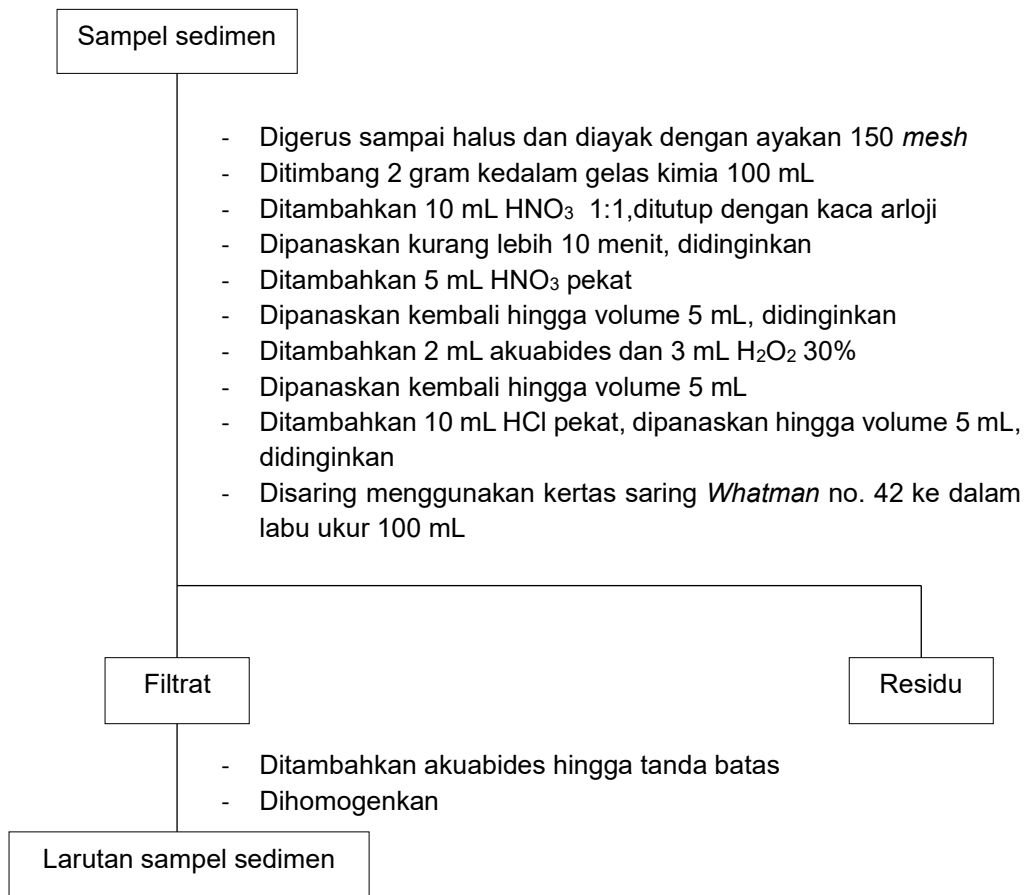 Sampel sedimen
- Digerus sampai halus dan diayak dengan ayakan 150 mesh
- Ditimbang 2 gram kedalam gelas kimia 100 mL
- Ditambahkan 10 mL HNO₃ 1:1,ditutup dengan kaca arloji
- Dipanaskan kurang lebih 10 menit, didinginkan
- Ditambahkan 5 mL HNO₃ pekat
- Dipanaskan kembali hingga volume 5 mL, didinginkan
- Ditambahkan 2 mL akuabides dan 3 mL H₂O₂ 30%
- Dipanaskan kembali hingga volume 5 mL
- Ditambahkan 10 mL HCl pekat, dipanaskan hingga volume 5 mL,
didinginkan
- Disaring menggunakan kertas saring Whatman no. 42 ke dalam
labu ukur 100 mL
Filtrat
Residu
- Ditambahkan akuabides hingga tanda batas
- Dihomogenkan
Larutan sampel sedimen